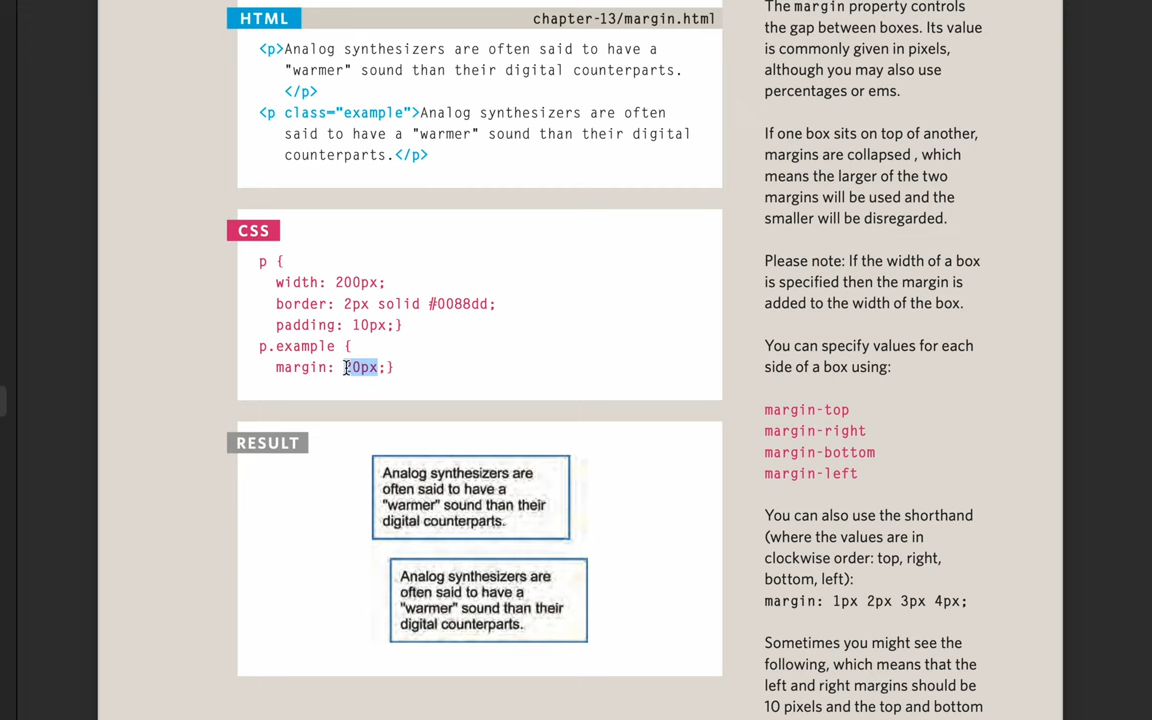 HTML
chapter-13/margin.html
<p>Analog synthesizers are often said to have a
"warmer" sound than their digital counterparts.
</p>
<p class="example">Analog synthesizers are often
said to have a "warmer" sound than their digital
counterparts.</p>
CSS
p {
width: 200px;
border: 2px solid #0088dd;
padding: 10px;}
p.example {
margin: 20px;}
RESULT
Analog synthesizers are
often said to have a
"warmer" sound than their
digital counterparts.
Analog synthesizers are
often said to have a
"warmer" sound than their
digital counterparts.
The margin property controls
the gap between boxes. Its value
is commonly given in pixels,
although you may also use
percentages or ems.
If one box sits on top of another,
margins are collapsed , which
means the larger of the two
margins will be used and the
smaller will be disregarded.
Please note: If the width of a box
is specified then the margin is
added to the width of the box.
You can specify values for each
side of a box using:
margin-top
margin-right
margin-bottom
margin-left
You can also use the shorthand
(where the values are in
clockwise order: top, right,
bottom, left):
margin: 1px 2px 3px 4px;
Sometimes you might see the
following, which means that the
left and right margins should be
10 pixels and the top and bottom